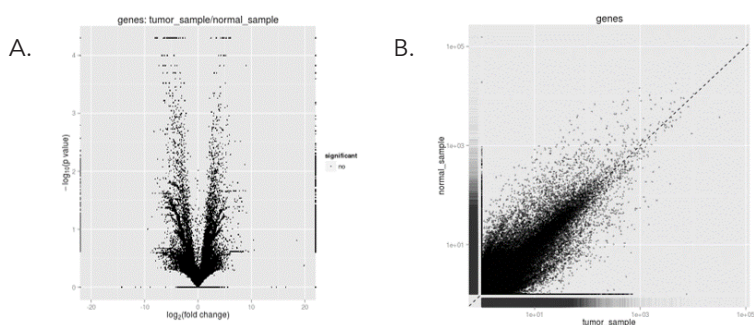 A.
genes: tumor_sample/normal_sample
4
3
2
1
0
-log10(p value)
-20
-10
0
10
20
log2(fold change)
significant
no
B.
genes
1e+05
1e+03
1e+01
normal_sample
1e+01
1e+03
1e+05
tumor_sample